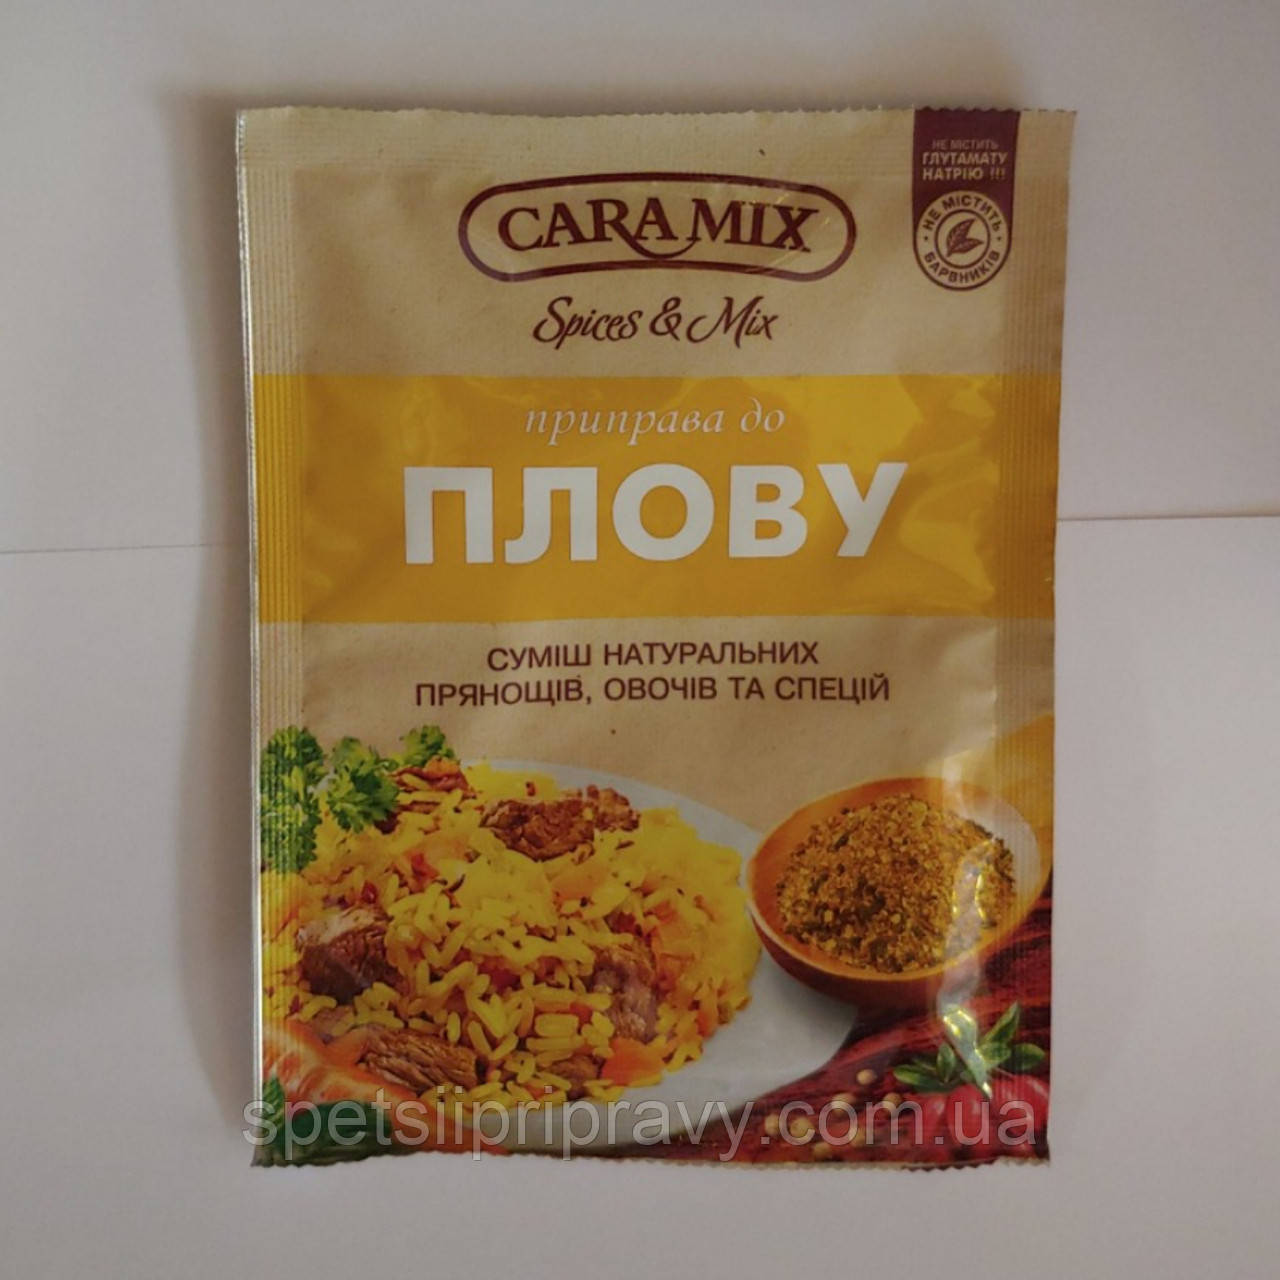 НЕ МІСТИТЬ
ГЛУТАМАТУ
НАТРІЮ !!!
НЕ МІСТИТЬ
БАРВНИКІВ
CARA MIX
Spices & Mix
приправа до
ПЛОВУ
СУМІШ НАТУРАЛЬНИХ
ПРЯНОЩІВ, ОВОЧІВ ТА СПЕЦІЙ
spetsiipripravy.com.ua